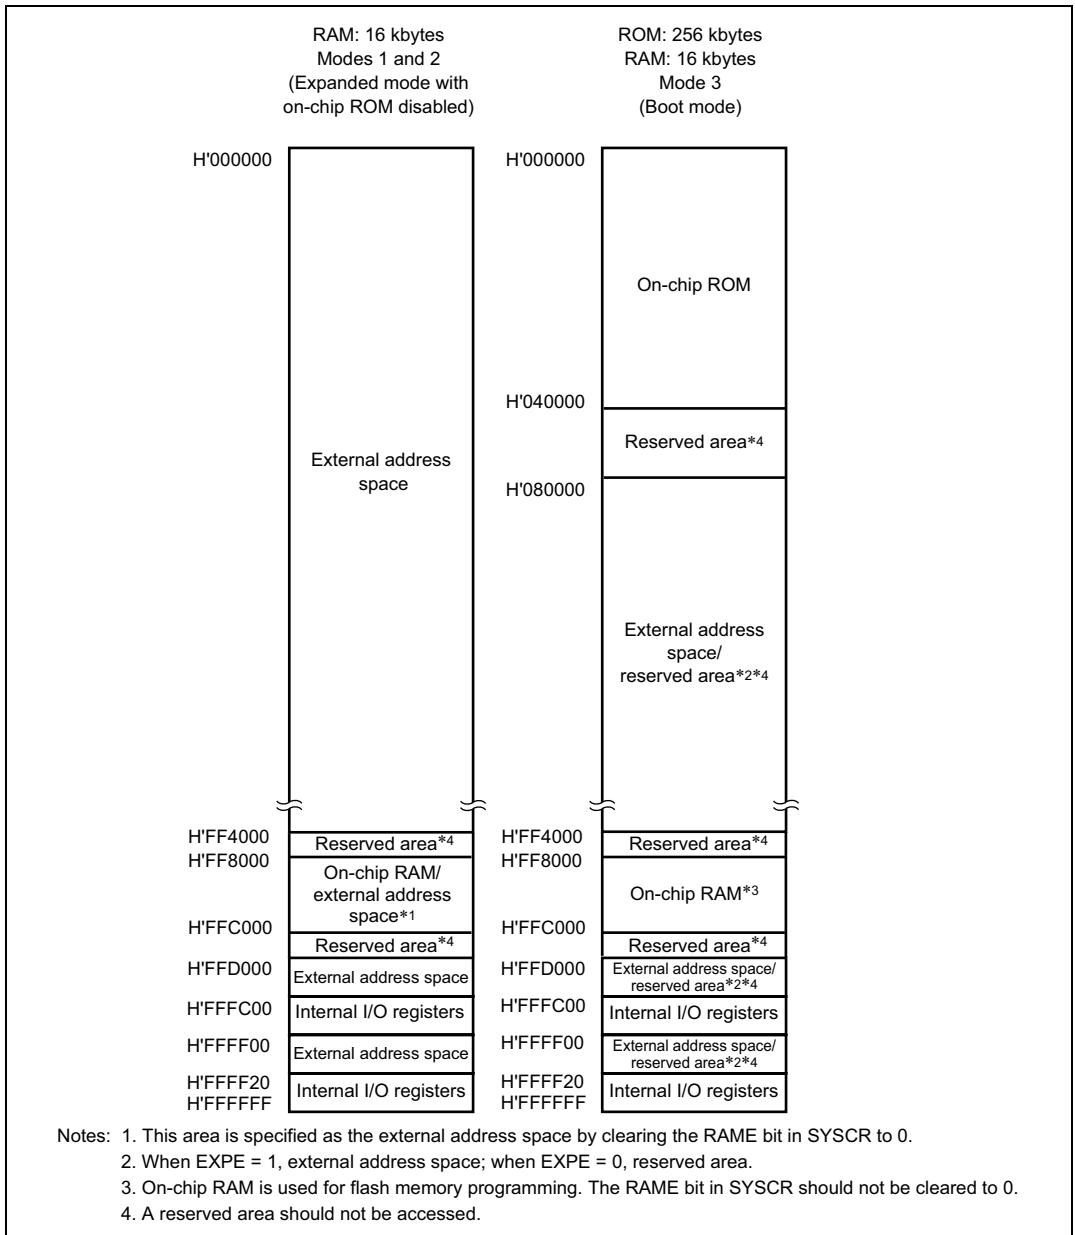 RAM: 16 kbytes
Modes 1 and 2
(Expanded mode with
on-chip ROM disabled)
ROM: 256 kbytes
RAM: 16 kbytes
Mode 3
(Boot mode)
H'000000
External address
space
H'FF4000
Reserved area*4
H'FF8000
On-chip RAM/
external address
space*1
H'FFC000
Reserved area*4
H'FFD000
External address space
H'FFFC00
Internal I/O registers
H'FFFF00
External address space
H'FFFF20
Internal I/O registers
H'FFFFFF
H'000000
On-chip ROM
H'040000
Reserved area*4
H'080000
External address
space/
reserved area*2*4
H'FF4000
Reserved area*4
H'FF8000
On-chip RAM*3
H'FFC000
Reserved area*4
H'FFD000
External address space/
reserved area*2*4
H'FFFC00
Internal I/O registers
H'FFFF00
External address space/
reserved area*2*4
H'FFFF20
Internal I/O registers
H'FFFFFF
Notes: 1. This area is specified as the external address space by clearing the RAME bit in SYSCR to 0.
2. When EXPE = 1, external address space; when EXPE = 0, reserved area.
3. On-chip RAM is used for flash memory programming. The RAME bit in SYSCR should not be cleared to 0.
4. A reserved area should not be accessed.